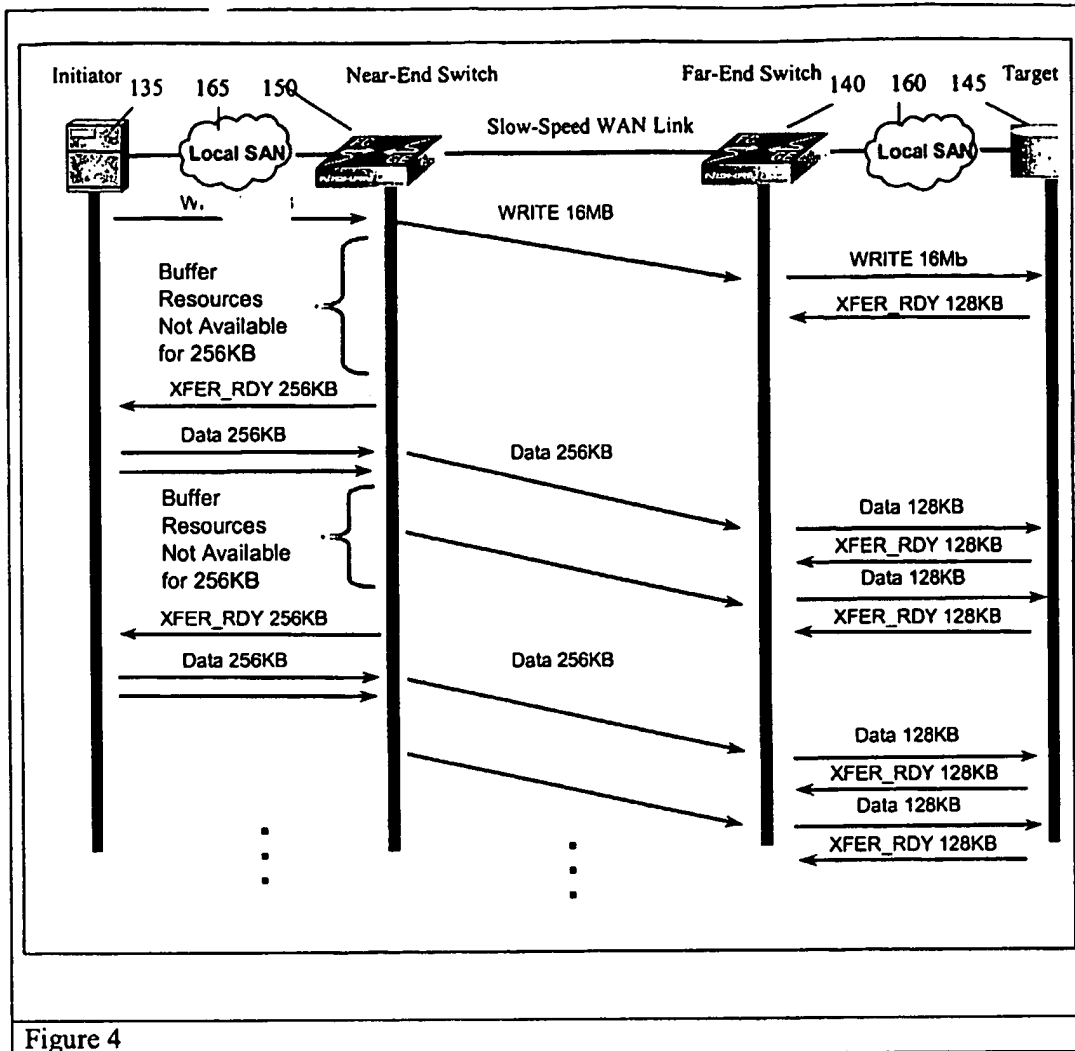 Initiator
135
165
150
Near-End Switch
Far-End Switch
140
160
145
Target
Local SAN
Slow-Speed WAN Link
Local SAN
WRITE 16MB
WRITE 16Mb
XFER_RDY 128KB
Buffer
Resources
Not Available
for 256KB
XFER_RDY 256KB
Data 256KB
Data 256KB
Buffer
Resources
Not Available
for 256KB
Data 128KB
XFER_RDY 128KB
Data 128KB
XFER_RDY 128KB
XFER_RDY 256KB
Data 256KB
Data 256KB
Data 128KB
XFER_RDY 128KB
Data 128KB
XFER_RDY 128KB
Figure 4